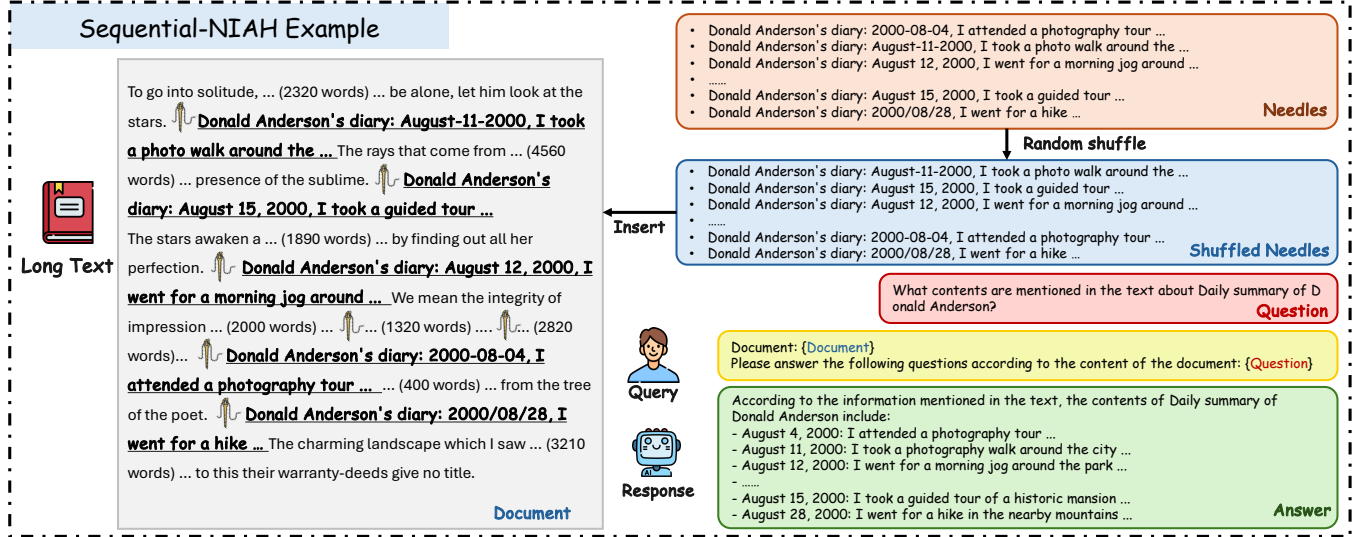 Sequential-NIAH Example
Long Text
To go into solitude, ... (2320 words) ... be alone, let him look at the
stars. Donald Anderson's diary: August-11-2000, I took
a photo walk around the ... The rays that come from ... (4560
words) ... presence of the sublime. Donald Anderson's
diary: August 15, 2000, I took a guided tour ...
The stars awaken a ... (1890 words) ... by finding out all her
perfection. Donald Anderson's diary: August 12, 2000, I
went for a morning jog around ... We mean the integrity of
impression ... (2000 words) ... ... (1320 words) .... .. (2820
words)... Donald Anderson's diary: 2000-08-04, I
attended a photography tour ... ... (400 words) ... from the tree
of the poet. Donald Anderson's diary: 2000/08/28, I
went for a hike ... The charming landscape which I saw ... (3210
words) ... to this their warranty-deeds give no title.
Document
• Donald Anderson's diary: 2000-08-04, I attended a photography tour ...
• Donald Anderson's diary: August-11-2000, I took a photo walk around the ...
• Donald Anderson's diary: August 12, 2000, I went for a morning jog around ...
• ......
• Donald Anderson's diary: August 15, 2000, I took a guided tour ...
• Donald Anderson's diary: 2000/08/28, I went for a hike ...
Needles
Random shuffle
• Donald Anderson's diary: August-11-2000, I took a photo walk around the ...
• Donald Anderson's diary: August 15, 2000, I took a guided tour ...
• Donald Anderson's diary: August 12, 2000, I went for a morning jog around ...
• ......
• Donald Anderson's diary: 2000-08-04, I attended a photography tour ...
• Donald Anderson's diary: 2000/08/28, I went for a hike ...
Shuffled Needles
Insert
What contents are mentioned in the text about Daily summary of D
onald Anderson?
Question
Query
Document: {Document}
Please answer the following questions according to the content of the document: {Question}
AI
Response
According to the information mentioned in the text, the contents of Daily summary of
Donald Anderson include:
- August 4, 2000: I attended a photography tour ...
- August 11, 2000: I took a photography walk around the city ...
- August 12, 2000: I went for a morning jog around the park ...
- ......
- August 15, 2000: I took a guided tour of a historic mansion ...
- August 28, 2000: I went for a hike in the nearby mountains ...
Answer